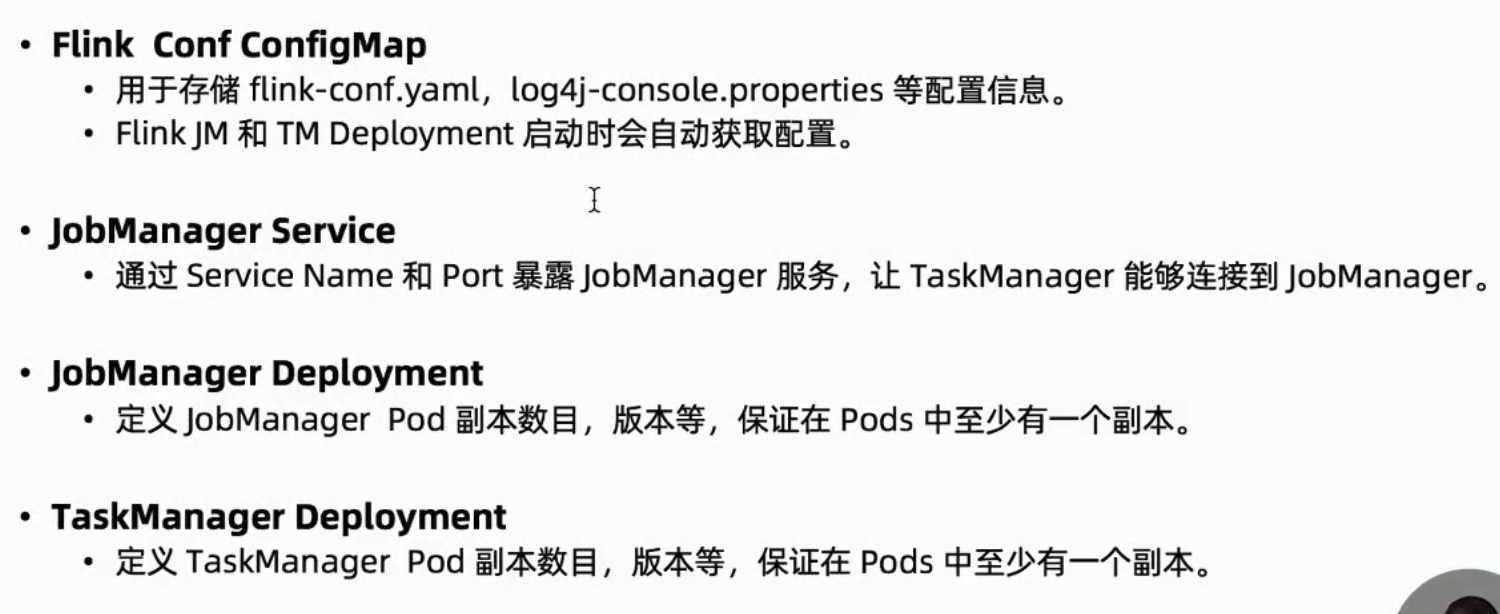 • Flink Conf ConfigMap
• 用于存储 flink-conf.yaml，log4j-console.properties 等配置信息。
• Flink JM 和 TM Deployment 启动时会自动获取配置。
• JobManager Service
• 通过 Service Name 和 Port 暴露 JobManager 服务，让 TaskManager 能够连接到 JobManager。
• JobManager Deployment
• 定义 JobManager Pod 副本数目，版本等，保证在 Pods 中至少有一个副本。
• TaskManager Deployment
• 定义 TaskManager Pod 副本数目，版本等，保证在 Pods 中至少有一个副本。